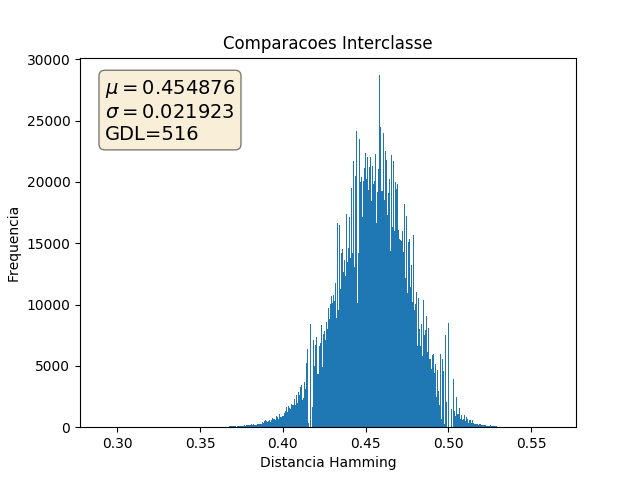 Comparacoes Interclasse
μ = 0.454876
σ = 0.021923
GDL=516
Frequencia
30000
25000
20000
15000
10000
5000
0
0.30 0.35 0.40 0.45 0.50 0.55
Distancia Hamming